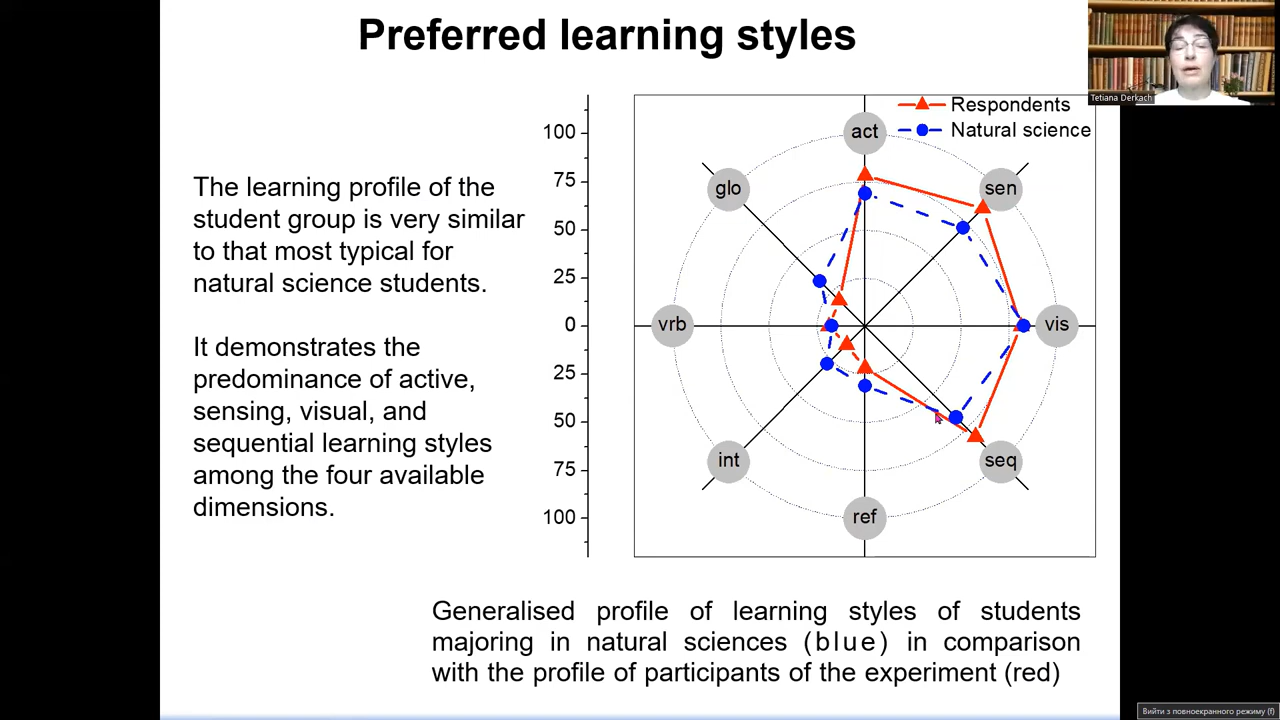 Preferred learning styles
Tetiana Derkach
The learning profile of the
student group is very similar
to that most typical for
natural science students.
It demonstrates the
predominance of active,
sensing, visual, and
sequential learning styles
among the four available
dimensions.
100
75
50
25
0
25
50
75
100
Respondents
Natural science
act
glo
sen
vrb
vis
int
seq
ref
Generalised profile of learning styles of students
majoring in natural sciences (blue) in comparison
with the profile of participants of the experiment (red)
Вийти з повноекранного режиму (f)